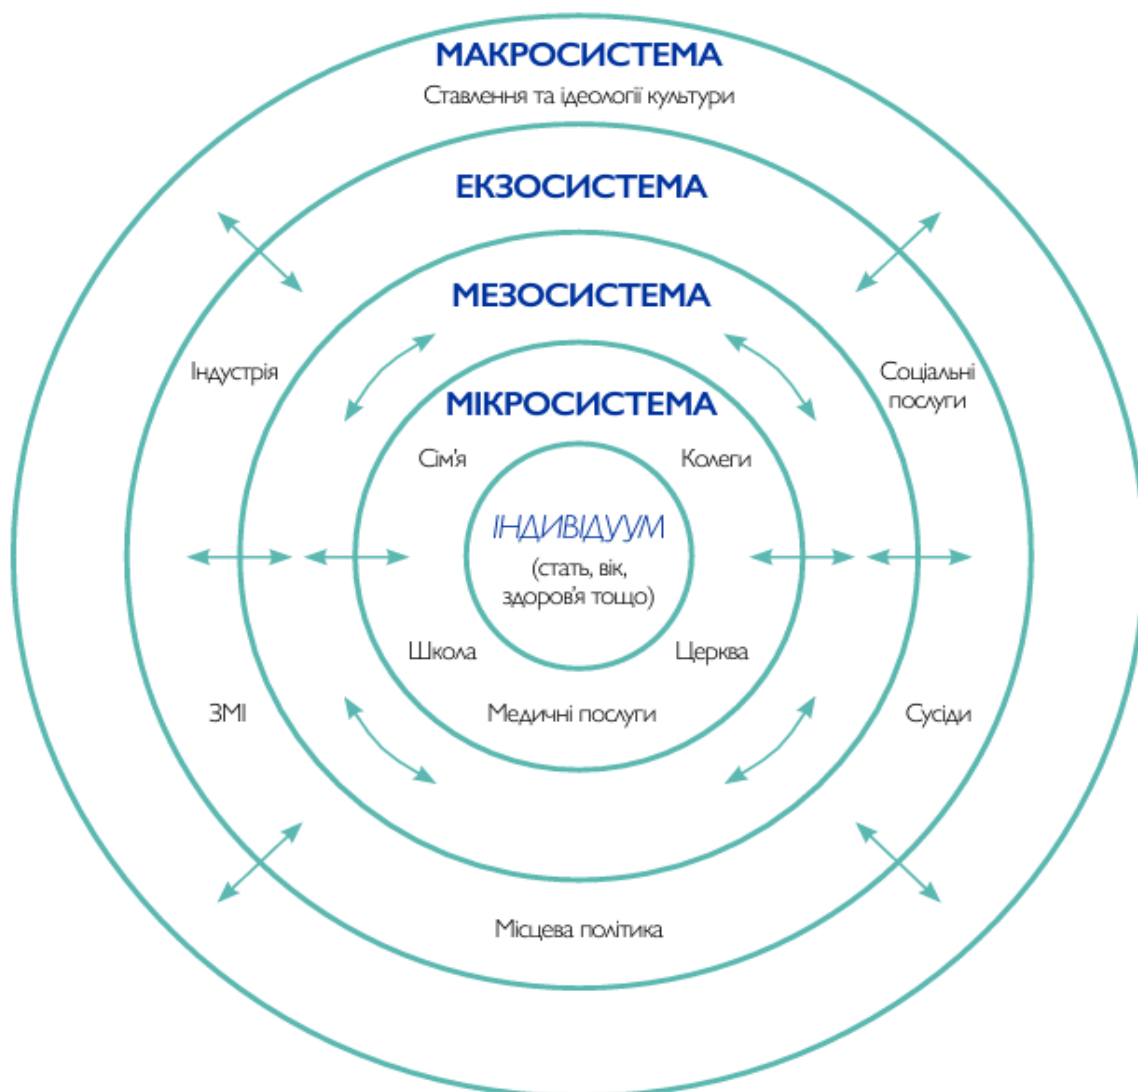 МАКРОСИСТЕМА
Ставлення та ідеології культури
ЕКЗОСИСТЕМА
МЕЗОСИСТЕМА
Індустрія
Соціальні
послуги
МІКРОСИСТЕМА
Сім'я
Колеги
ІНДИВІДУУМ
(стать, вік,
здоров'я тощо)
Школа
Церква
ЗМІ
Медичні послуги
Сусіди
Місцева політика